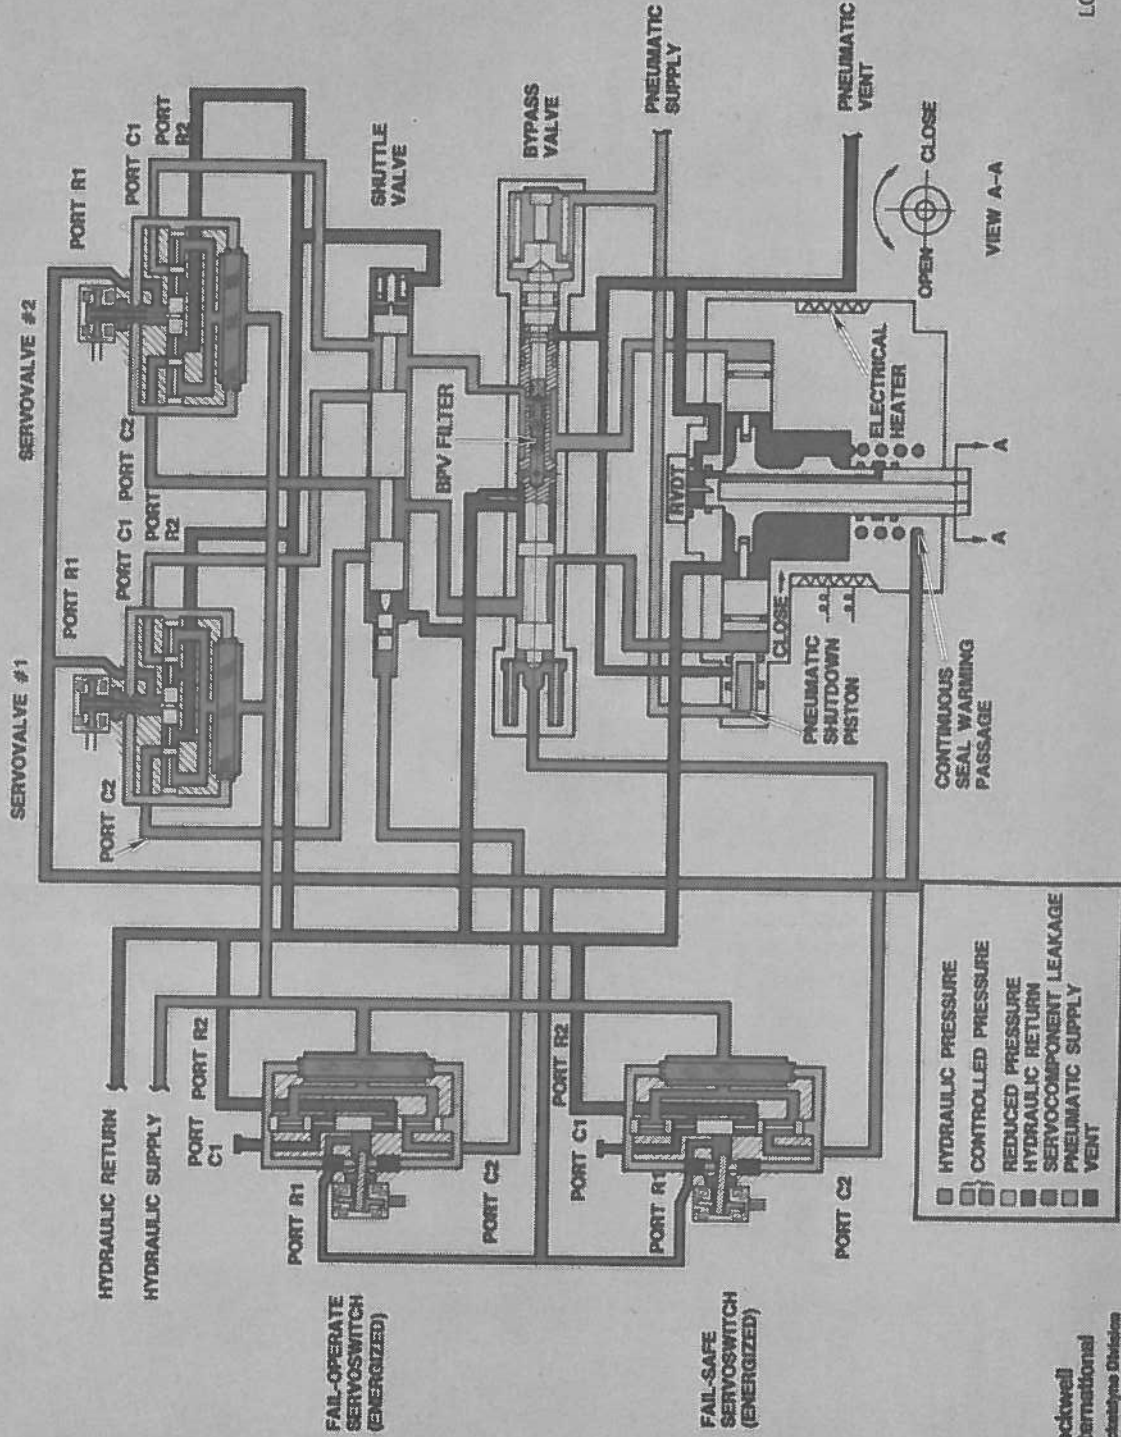 SERVOVALVE #2
SERVOVALVE #1
PORT R1
PORT R1
PORT C1
PORT
R2
PORT C2
PORT C1
PORT
R2
PORT C2
SHUTTLE
VALVE
BPV FILTER
BYPASS
VALVE
PNEUMATIC
SUPPLY
PNEUMATIC
VENT
HYDRAULIC RETURN
HYDRAULIC SUPPLY
PORT
C1
PORT R2
PORT R1
PORT C2
FAIL-OPERATE
SERVOSWITCH
(ENERGIZED)
PORT R2
PORT C1
PORT R1
PORT C2
FAIL-SAFE
SERVOSWITCH
(ENERGIZED)
RVDT
CLOSE
PNEUMATIC
SHUTDOWN
PISTON
ELECTRICAL
HEATER
A
A
CONTINUOUS
SEAL WARMING
PASSAGE
OPEN
CLOSE
VIEW A-A
HYDRAULIC PRESSURE
CONTROLLED PRESSURE
REDUCED PRESSURE
HYDRAULIC RETURN
SERVOCOMPONENT LEAKAGE
PNEUMATIC SUPPLY
VENT
ockwell
ernational
Division
LC